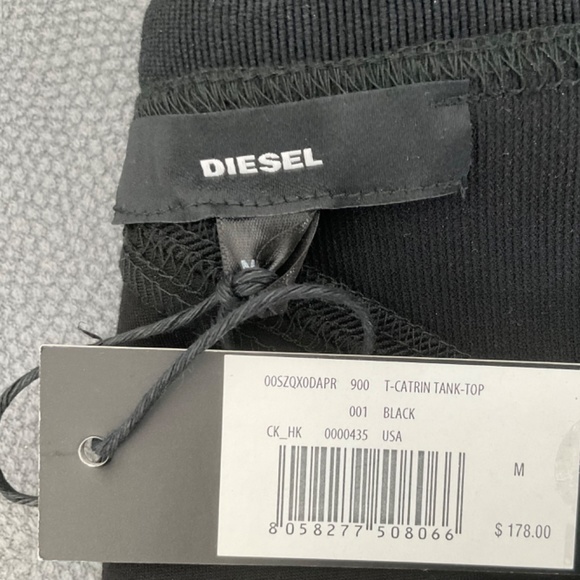 DIESEL
M
00SZQX0DAPR 900 T-CATRIN TANK-TOP
001 BLACK
CK_HK 0000435 USA
M
8 058277 508066
$ 178.00